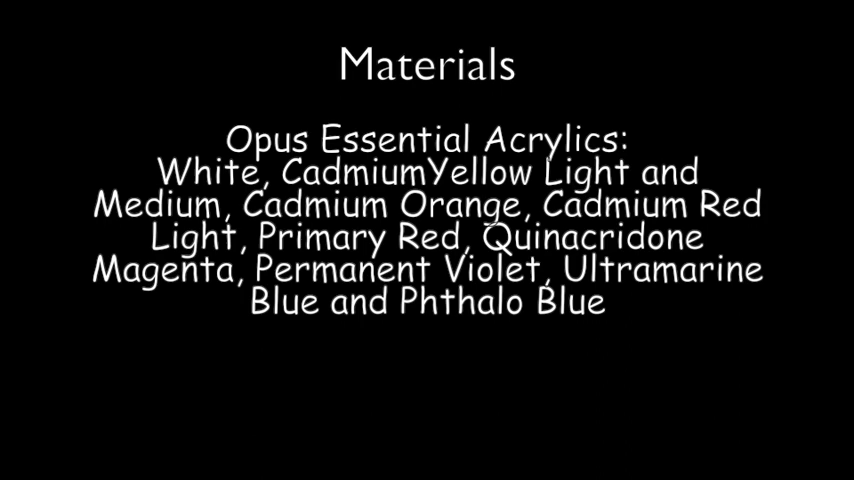 Materials
Opus Essential Acrylics:
White, CadmiumYellow Light and
Medium, Cadmium Orange, Cadmium Red
Light, Primary Red, Quinacridone
Magenta, Permanent Violet, Ultramarine
Blue and Phthalo Blue